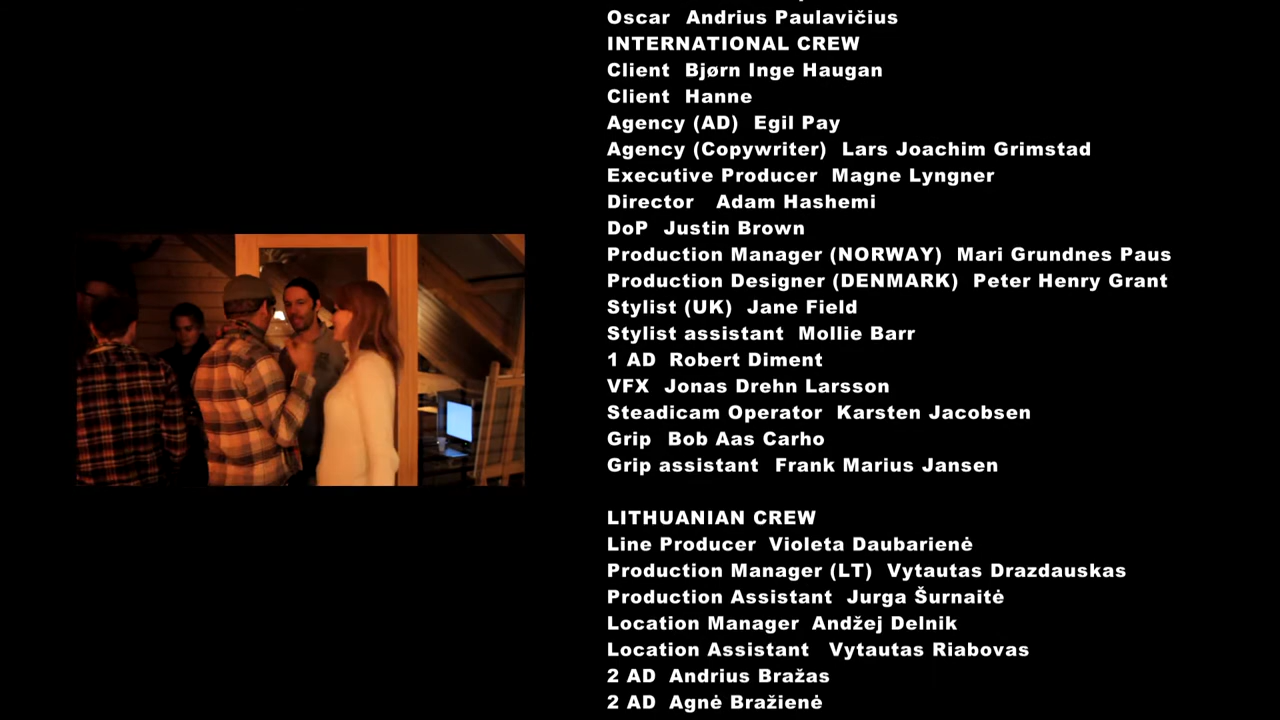 Oscar Andrius Paulavičius
INTERNATIONAL CREW
Client Bjørn Inge Haugan
Client Hanne
Agency (AD) Egil Pay
Agency (Copywriter) Lars Joachim Grimstad
Executive Producer Magne Lyngner
Director Adam Hashemi
DoP Justin Brown
Production Manager (NORWAY) Mari Grundnes Paus
Production Designer (DENMARK) Peter Henry Grant
Stylist (UK) Jane Field
Stylist assistant Mollie Barr
1 AD Robert Diment
VFX Jonas Drehn Larsson
Steadicam Operator Karsten Jacobsen
Grip Bob Aas Carho
Grip assistant Frank Marius Jansen
LITHUANIAN CREW
Line Producer Violeta Daubarienė
Production Manager (LT) Vytautas Drazdauskas
Production Assistant Jurga Šurnaitė
Location Manager Andžej Delnik
Location Assistant Vytautas Riabovas
2 AD Andrius Bražas
2 AD Agnė Bražienė